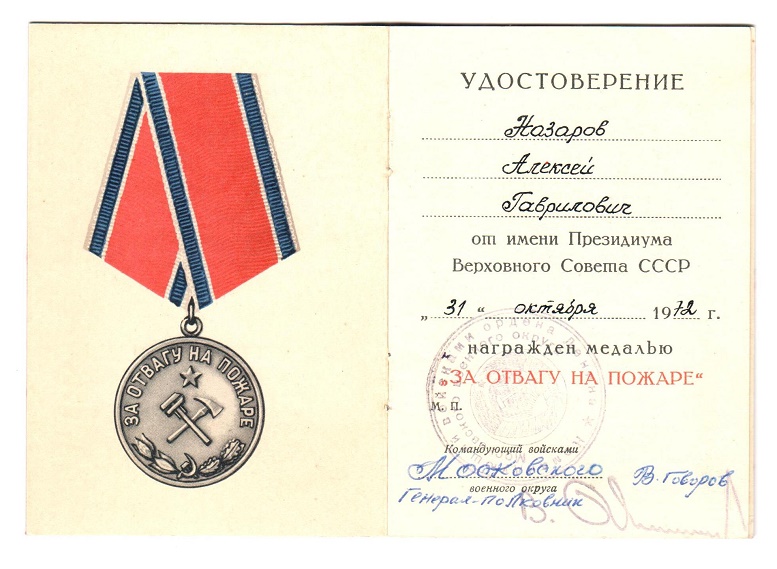 ЗА ОТВАГУ НА ПОЖАРЕ
УДОСТОВЕРЕНИЕ
Назаров
Алексей
Гаврилович
от имени Президиума
Верховного Совета СССР
„31“ октября 1972 г.
награжден медалью
"ЗА ОТВАГУ НА ПОЖАРЕ“
М. П.
Командующий войсками
Московского
военного округа
Генерал-полковник
В. Говоров